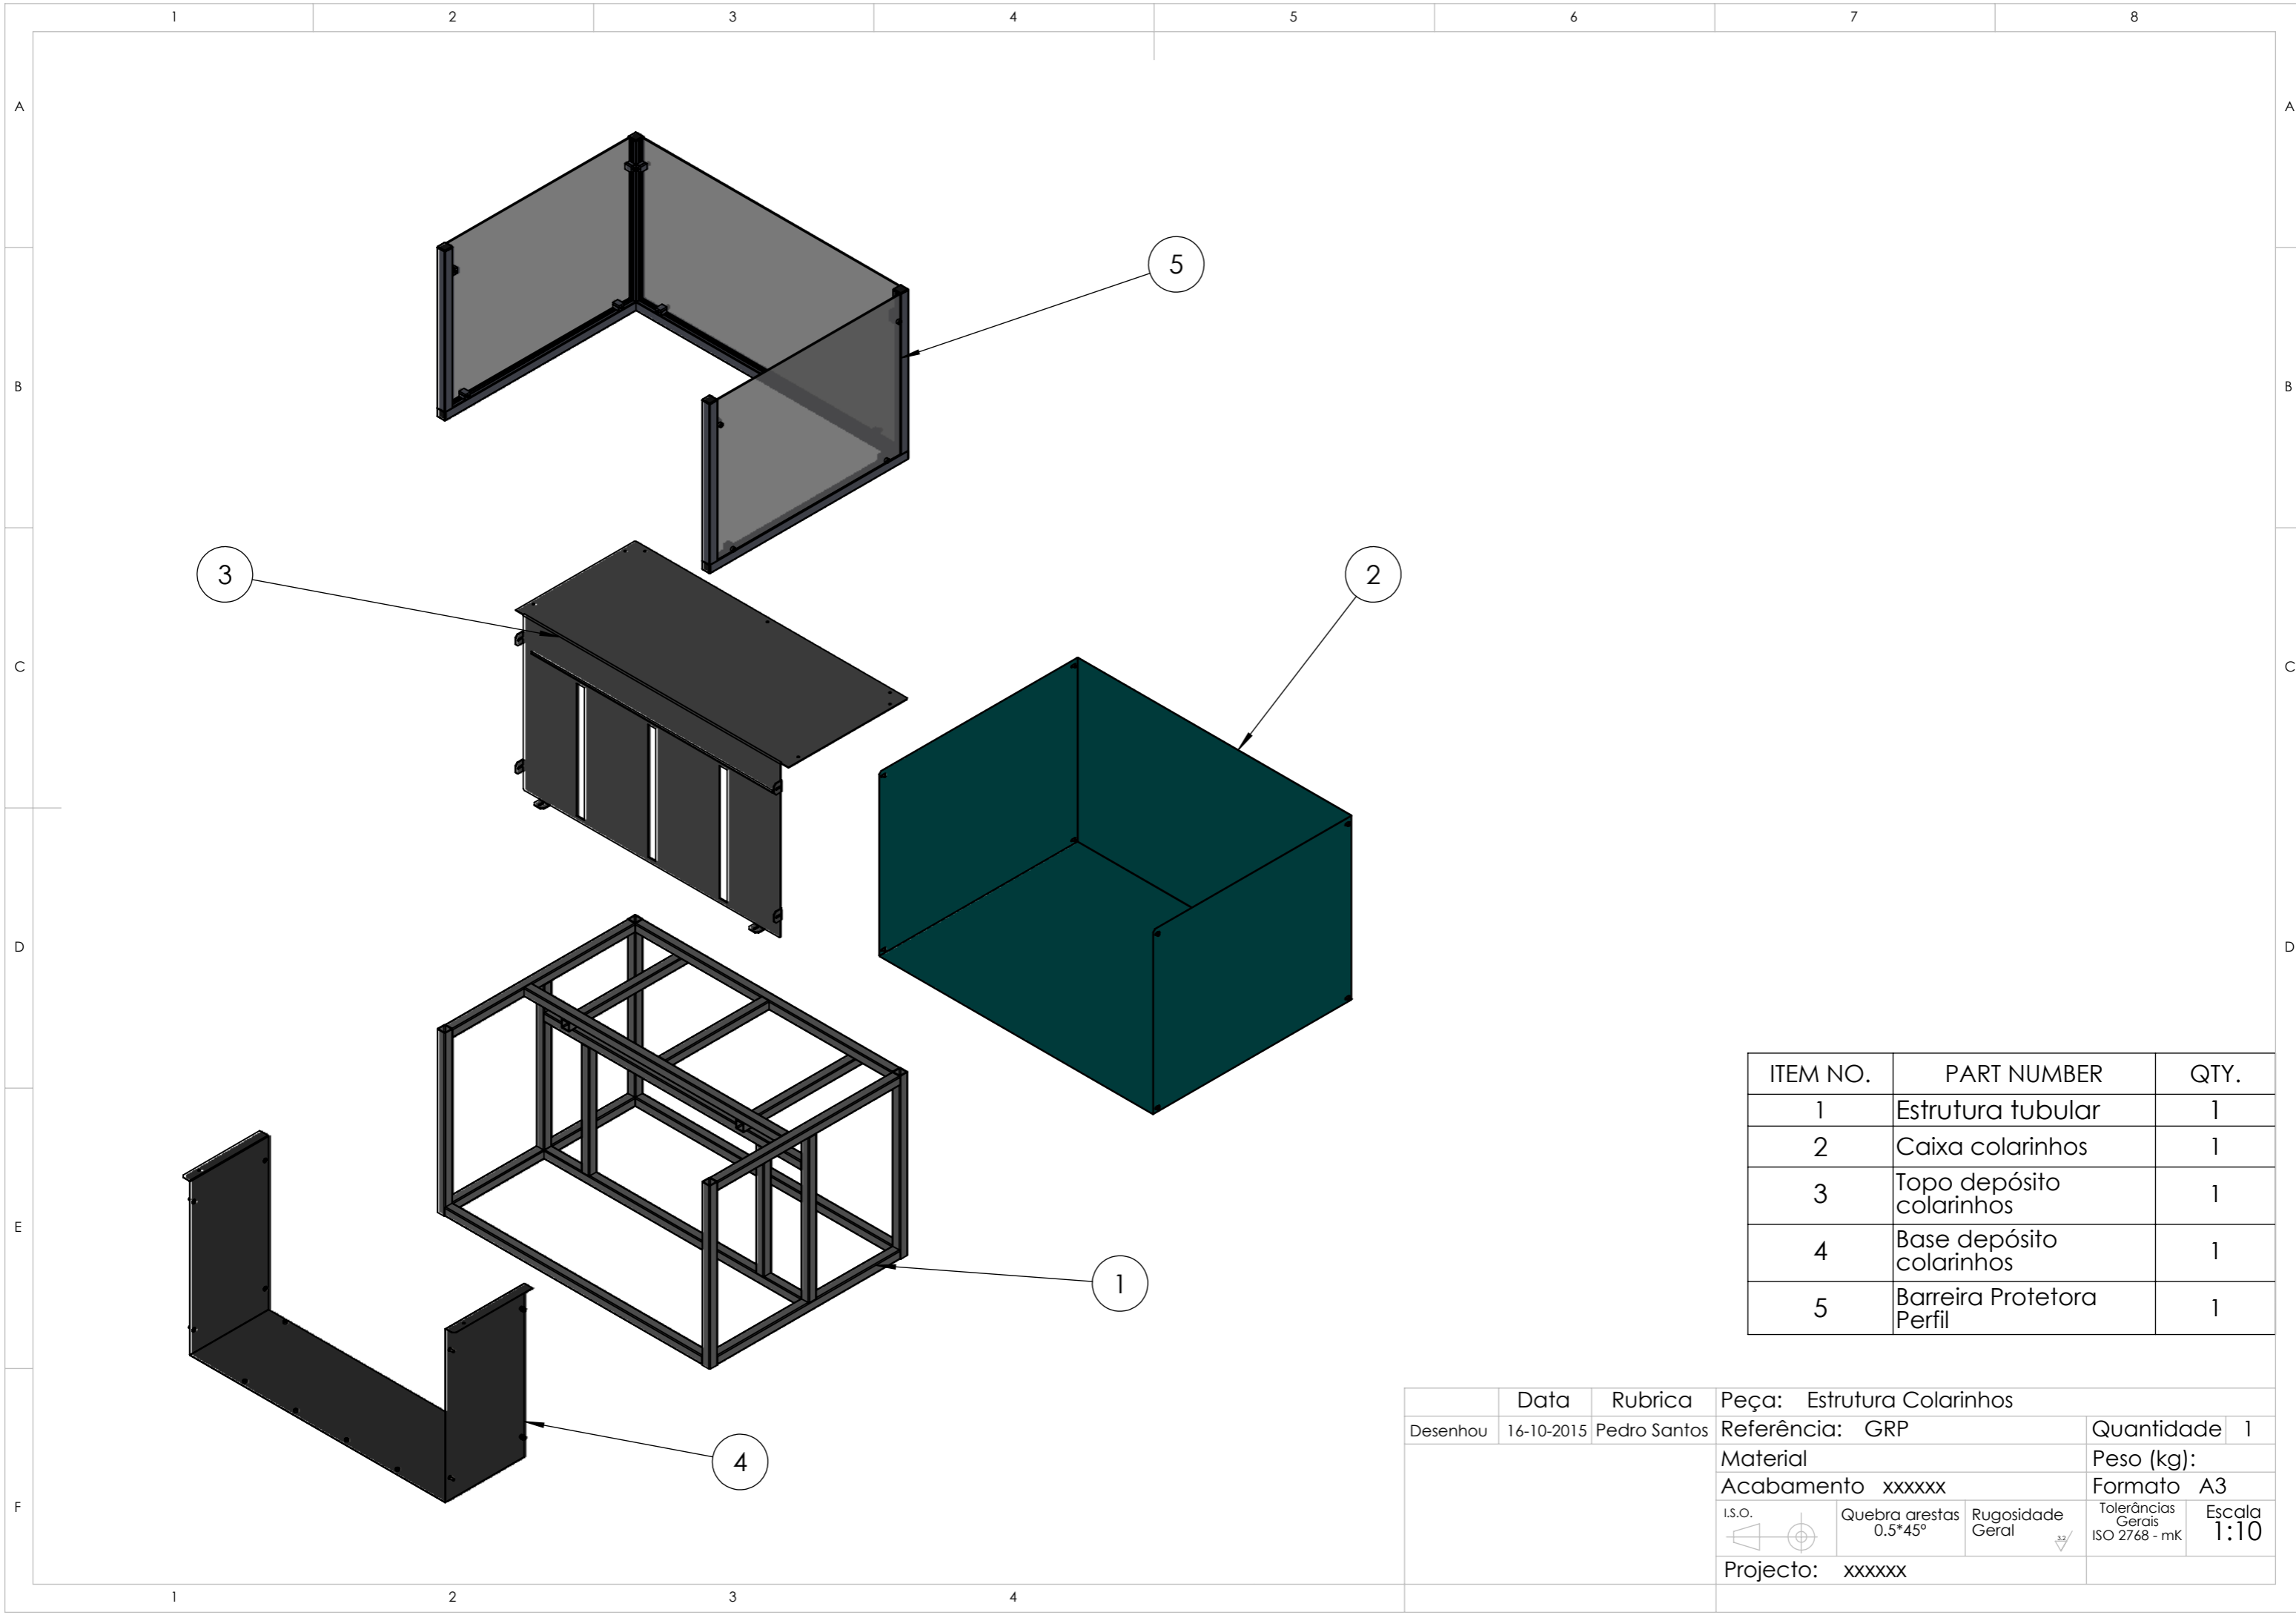 1 2 3 4 5 6 7 8
A A
5
B B
3
2
C C
D D
1
4
E
F
ITEM NO. PART NUMBER QTY.
1 Estrutura tubular 1
2 Caixa colarinhos 1
3 Topo depósito
colarinhos 1
4 Base depósito
colarinhos 1
5 Barreira Protetora
Perfil 1
Data Rubrica Peça: Estrutura Colarinhos
Desenhou 16-10-2015 Pedro Santos Referência: GRP Quantidade 1
Material Peso (kg):
Acabamento xxxxxx Formato A3
I.S.O. Quebra arestas
0.5*45º
Rugosidade
Geral
3.2
Tolerâncias
Gerais
ISO 2768 - mK
Escala
1:10
Projecto: xxxxxx
1 2 3 4